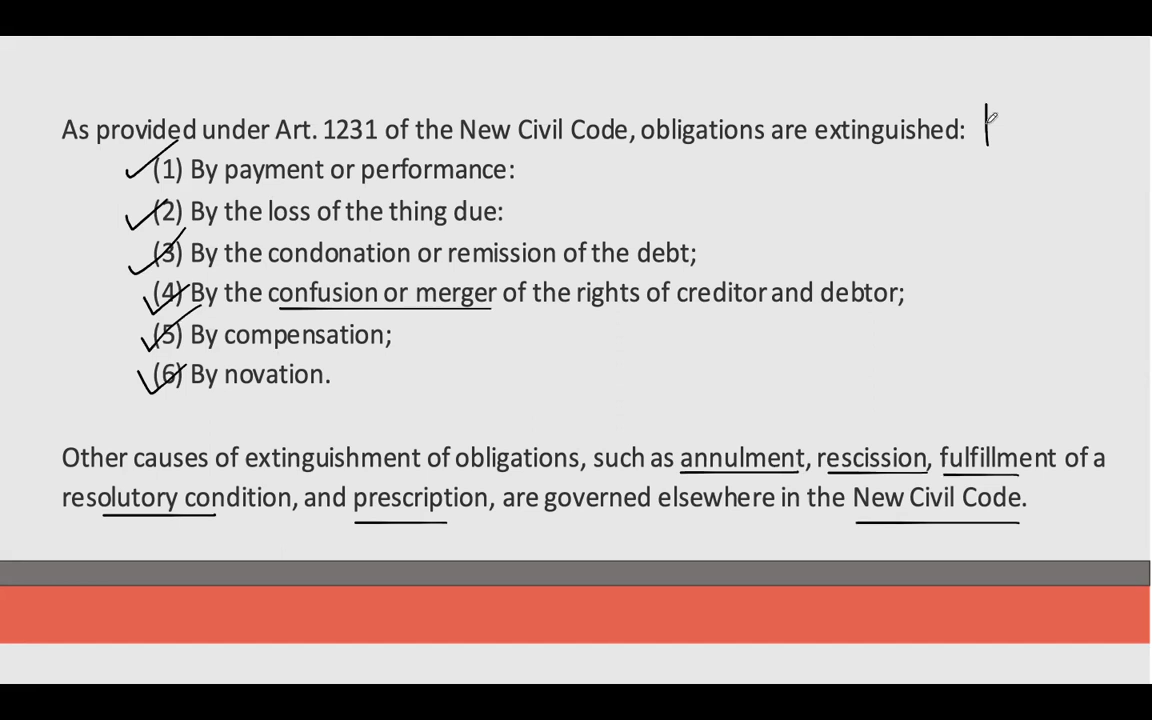 As provided under Art. 1231 of the New Civil Code, obligations are extinguished:
(1) By payment or performance:
(2) By the loss of the thing due:
(3) By the condonation or remission of the debt;
(4) By the confusion or merger of the rights of creditor and debtor;
(5) By compensation;
(6) By novation.
Other causes of extinguishment of obligations, such as annulment, rescission, fulfillment of a
resolutory condition, and prescription, are governed elsewhere in the New Civil Code.